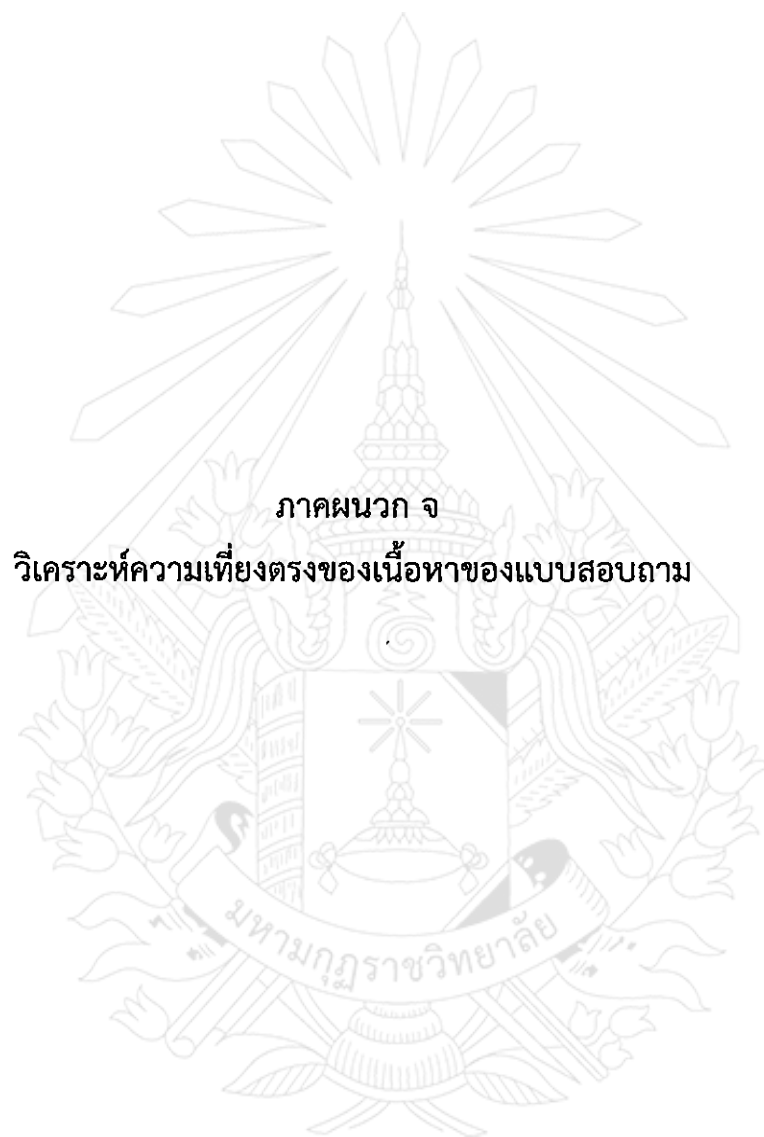 ภาคผนวก จ
วิเคราะห์ความเที่ยงตรงของเนื้อหาของแบบสอบถาม
มหามกุฏราชวิทยาลัย